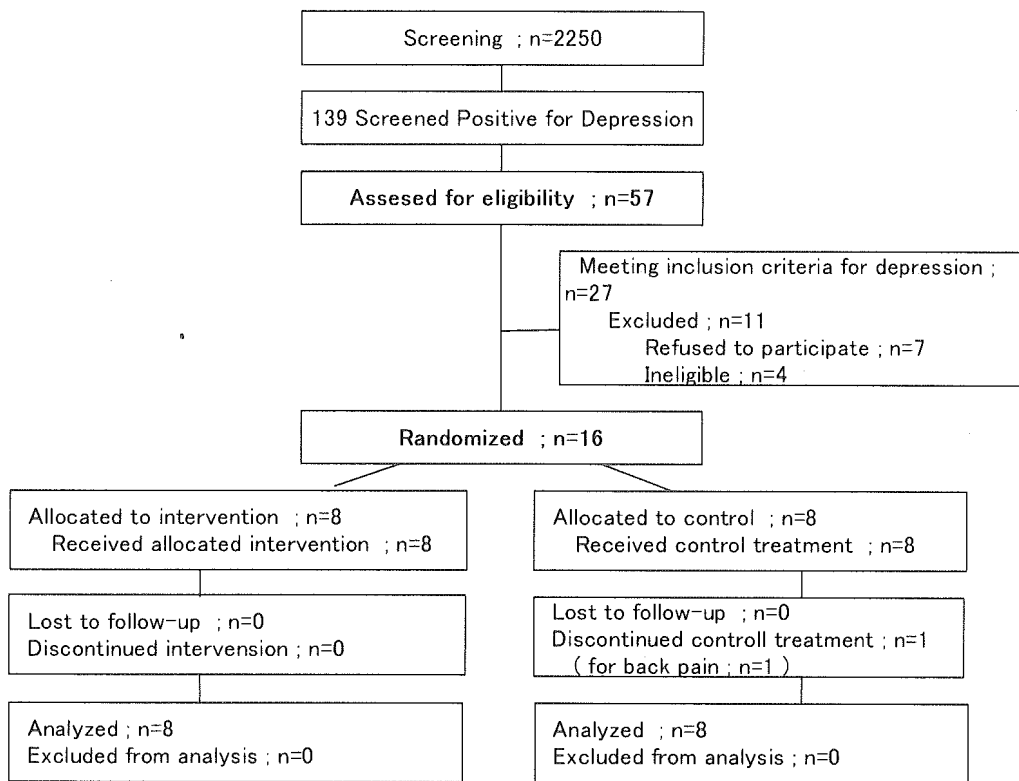 Screening ; n=2250
139 Screened Positive for Depression
Assesed for eligibility ; n=57
Meeting inclusion criteria for depression ;
n=27
Excluded ; n=11
Refused to participate ; n=7
Ineligible ; n=4
Randomized ; n=16
Allocated to intervention ; n=8
Received allocated intervention ; n=8
Allocated to control ; n=8
Received control treatment ; n=8
Lost to follow-up ; n=0
Discontinued intervension ; n=0
Lost to follow-up ; n=0
Discontinued controll treatment ; n=1
( for back pain ; n=1 )
Analyzed ; n=8
Excluded from analysis ; n=0
Analyzed ; n=8
Excluded from analysis ; n=0